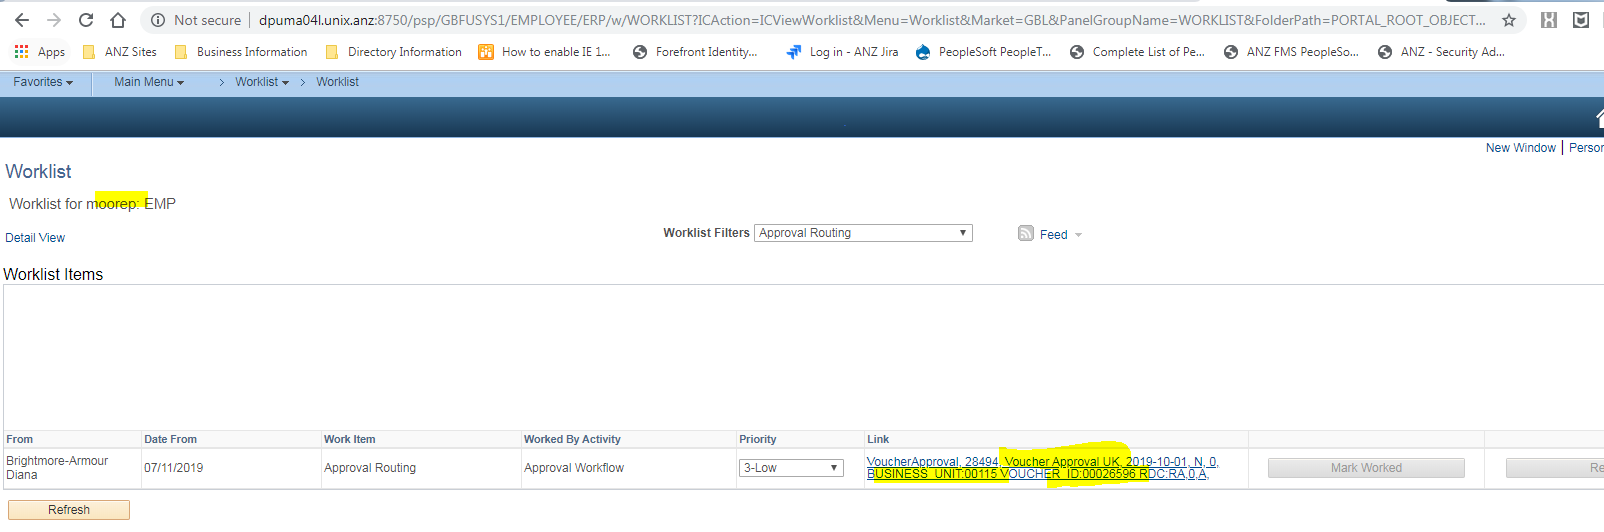 Not secure | dpuma04l.unix.anz:8750/psp/GBFUSYS1/EMPLOYEE/ERP/w/WORKLIST?ICAction=ICViewWorklist&Menu=Worklist&Market=GBL&PanelGroupName=WORKLIST&FolderPath=PORTAL_ROOT_OBJECT...
Apps ANZ Sites Business Information Directory Information How to enable IE 1... Forefront Identity... Log in - ANZ Jira PeopleSoft PeopleT... Complete List of Pe... ANZ FMS PeopleSo... ANZ - Security Ad...
Favorites Main Menu > Worklist > Worklist
New Window | Person
Worklist
Worklist for moorep: EMP
Detail View Worklist Filters Approval Routing Feed
Worklist Items
From Date From Work Item Worked By Activity Priority Link
Brightmore-Armour VoucherApproval, 28494, Voucher Approval UK, 2019-10-01, N, 0,
Diana 07/11/2019 Approval Routing Approval Workflow 3-Low BUSINESS_UNIT:00115 VOUCHER_ID:00026596 RDC:RA,0,A, Mark Worked Re
Refresh